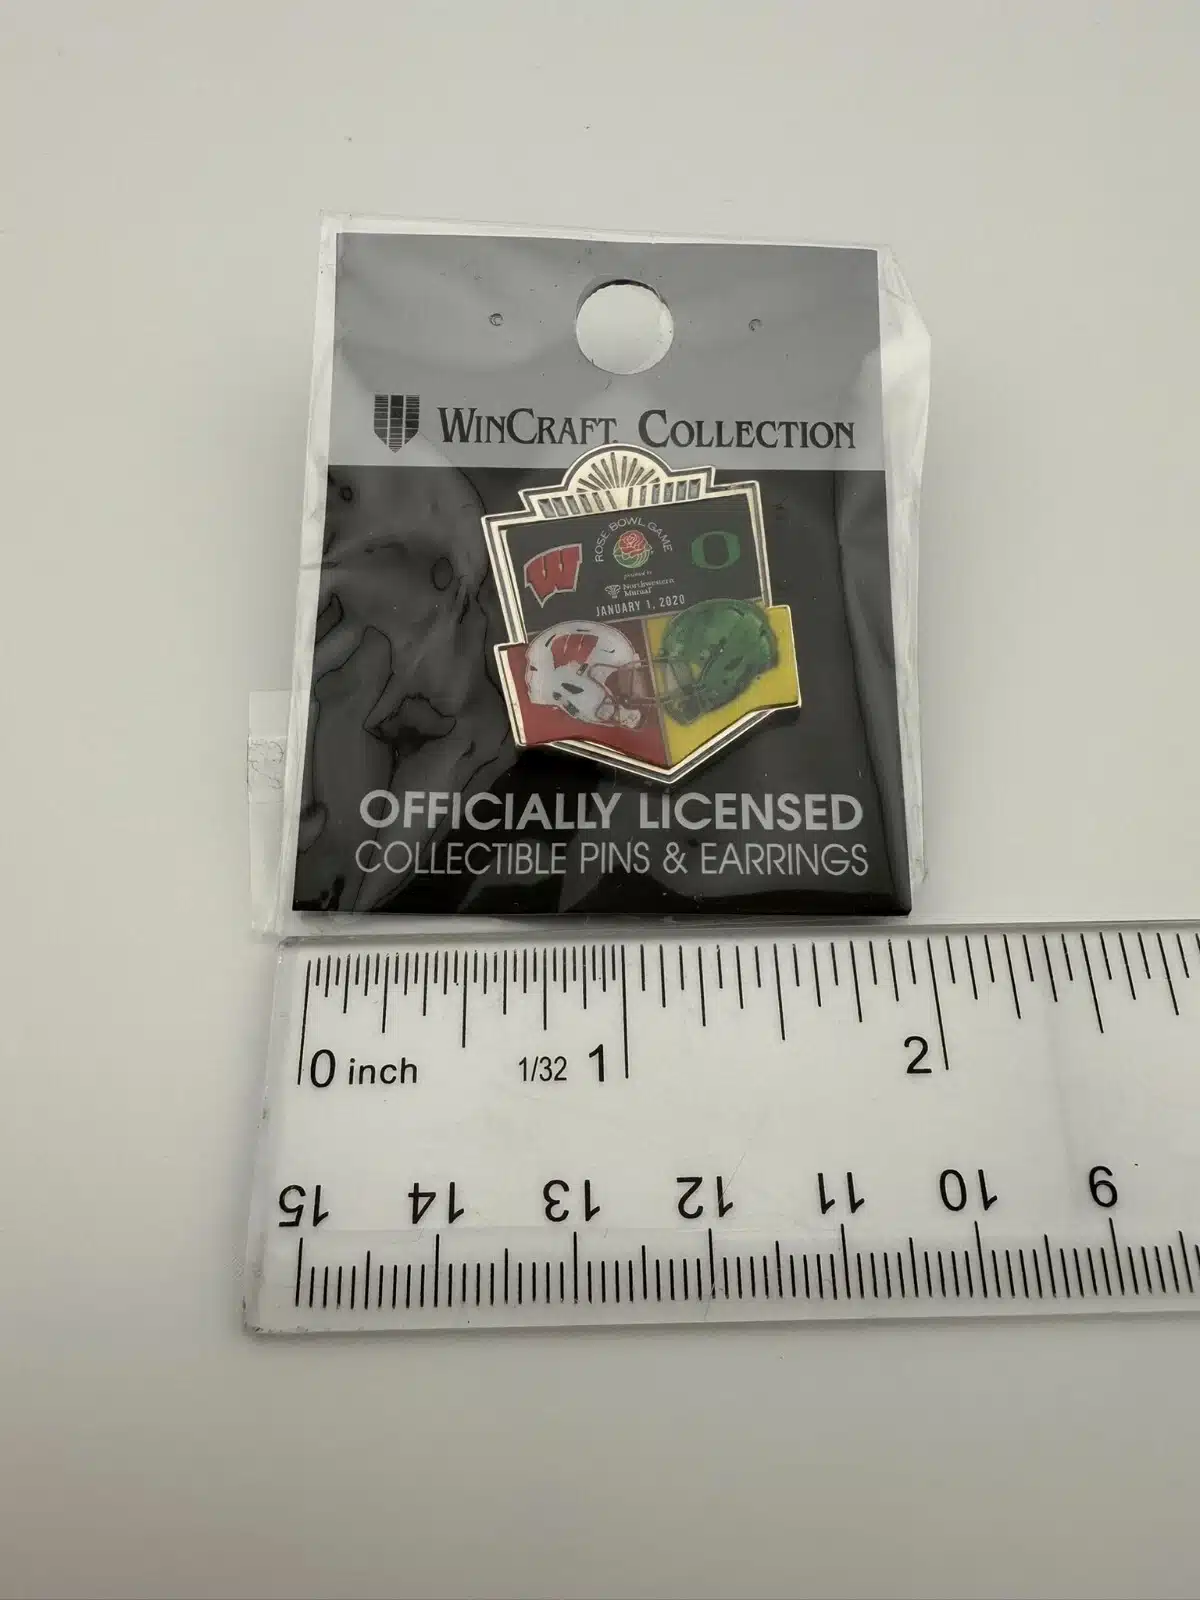 WINCRAFT. COLLECTION
ROSE BOWL GAME
presented by
Northwestern
Mutual
W
O
JANUARY 1, 2020
W
OFFICIALLY LICENSED
COLLECTIBLE PINS & EARRINGS
0 inch 1/32 1 2
15 14 13 12 11 10 9